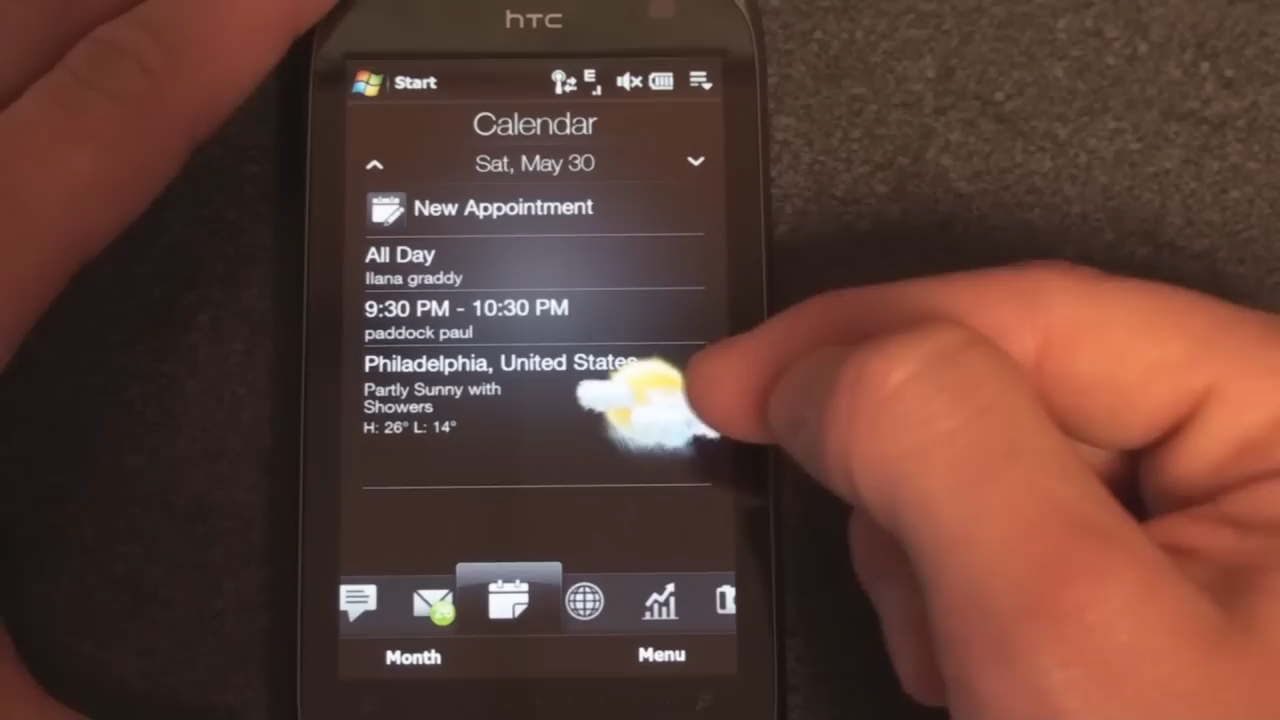 hTC
Start
E
Calendar
Sat, May 30
New Appointment
All Day
Ilana graddy
9:30 PM - 10:30 PM
paddock paul
Philadelphia, United States
Partly Sunny with
Showers
H: 26° L: 14°
Month
Menu